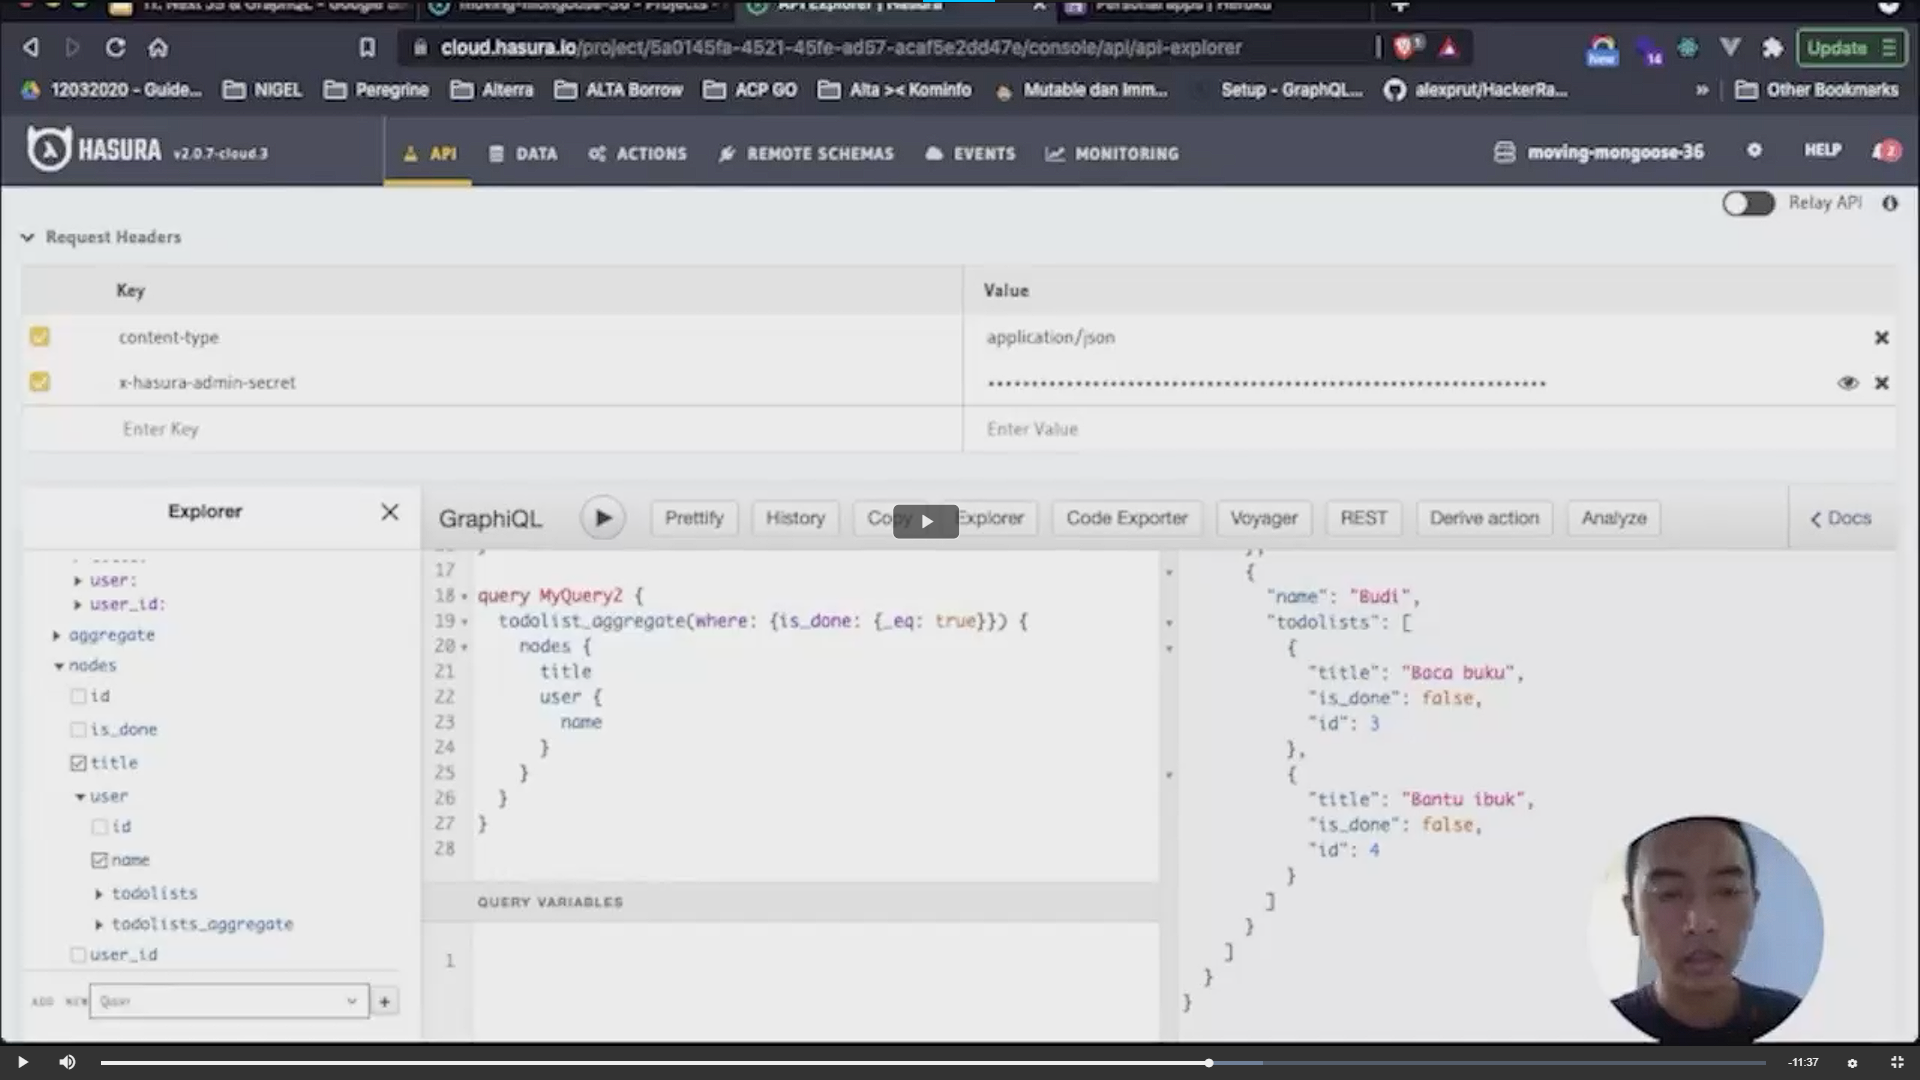 moving-mongoose-36 - Projects
API Explorer | Hasura
Personal apps | Heroku
cloud.hasura.io/project/5a0145fa-4521-45fe-ad57-acaf5e2dd47e/console/api/api-explorer
New
14
Update
12032020 - Guide...
NIGEL
Peregrine
Alterra
ALTA Borrow
ACP GO
Alta >< Kominfo
Mutable dan Imm...
Setup - GraphQL...
alexprut/HackerRa...
»
Other Bookmarks
HASURA v2.0.7-cloud.3
API
DATA
ACTIONS
REMOTE SCHEMAS
EVENTS
MONITORING
moving-mongoose-36
HELP
2
Relay API
Request Headers
Key Value
content-type application/json
x-hasura-admin-secret
Enter Key Enter Value
Explorer
GraphiQL
Prettify
History
Copy
Explorer
Code Exporter
Voyager
REST
Derive action
Analyze
Docs
user:
user_id:
aggregate
nodes
id
is_done
title
user
id
name
todolists
todolists_aggregate
user_id
ADD NEW Query +
17
18 query MyQuery2 {
19 todolist_aggregate(where: {is_done: {_eq: true}}) {
20 nodes {
21 title
22 user {
23 name
24 }
25 }
26 }
27 }
28
QUERY VARIABLES
1
},
{
"name": "Budi",
"todolists": [
{
"title": "Baca buku",
"is_done": false,
"id": 3
},
{
"title": "Bantu ibuk",
"is_done": false,
"id": 4
}
]
}
]
}
}
-11:37